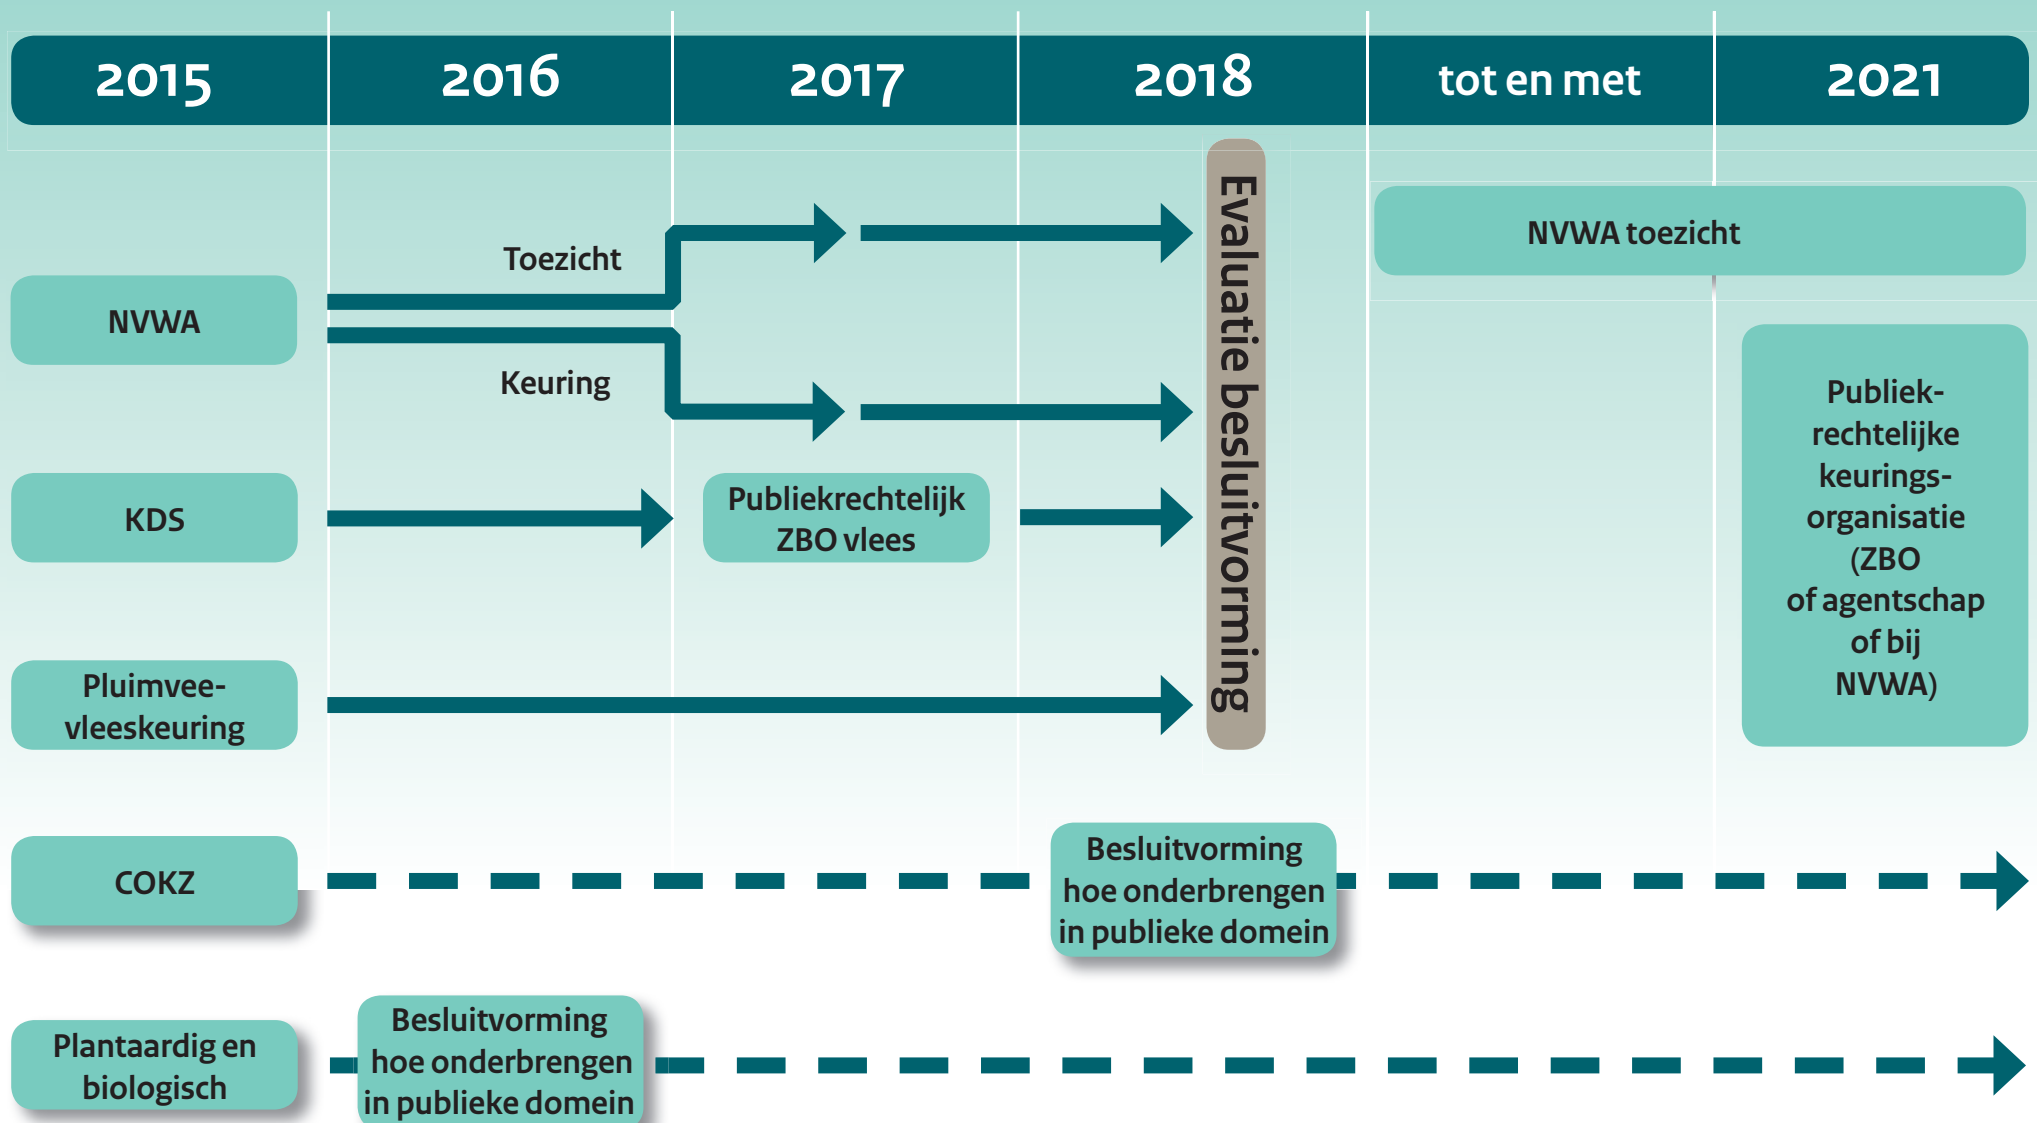 2015
2016
2017
2018
tot en met
2021
Toezicht
NVWA toezicht
NVWA
Keuring
Evaluatie besluitvorming
Publiek-
rechtelijke
keurings-
organisatie
(ZBO
of agentschap
of bij
NVWA)
KDS
Publiekrechtelijk
ZBO vlees
Pluimvee-
vleeskeuring
COKZ
Besluitvorming
hoe onderbrengen
in publieke domein
Plantaardig en
biologisch
Besluitvorming
hoe onderbrengen
in publieke domein